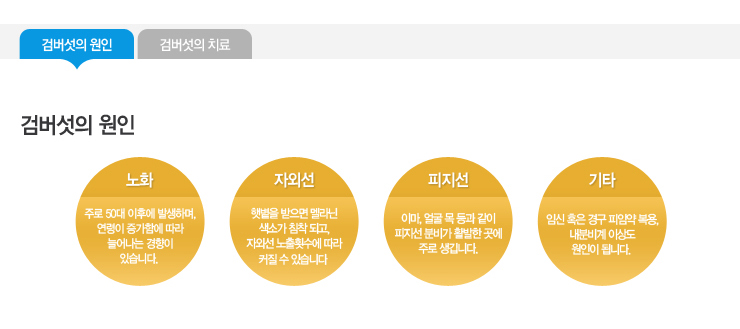 검버섯의 원인
검버섯의 치료
검버섯의 원인
노화
주로 50대 이후에 발생하며,
연령이 증가함에 따라
늘어나는 경향이
있습니다.
자외선
햇볕을 받으면 멜라닌
색소가 침착 되고,
자외선 노출횟수에 따라
커질 수 있습니다
피지선
이마, 얼굴 목 등과 같이
피지선 분비가 활발한 곳에
주로 생깁니다.
기타
임신 혹은 경구 피임약 복용,
내분비계 이상도
원인이 됩니다.